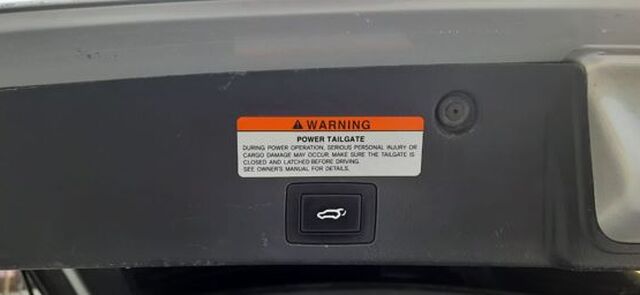 ⚠ WARNING
POWER TAILGATE
DURING POWER OPERATION, SERIOUS PERSONAL INJURY OR
CARGO DAMAGE MAY OCCUR. MAKE SURE THE TAILGATE IS
CLOSED AND LATCHED BEFORE DRIVING.
SEE OWNER'S MANUAL FOR DETAILS.